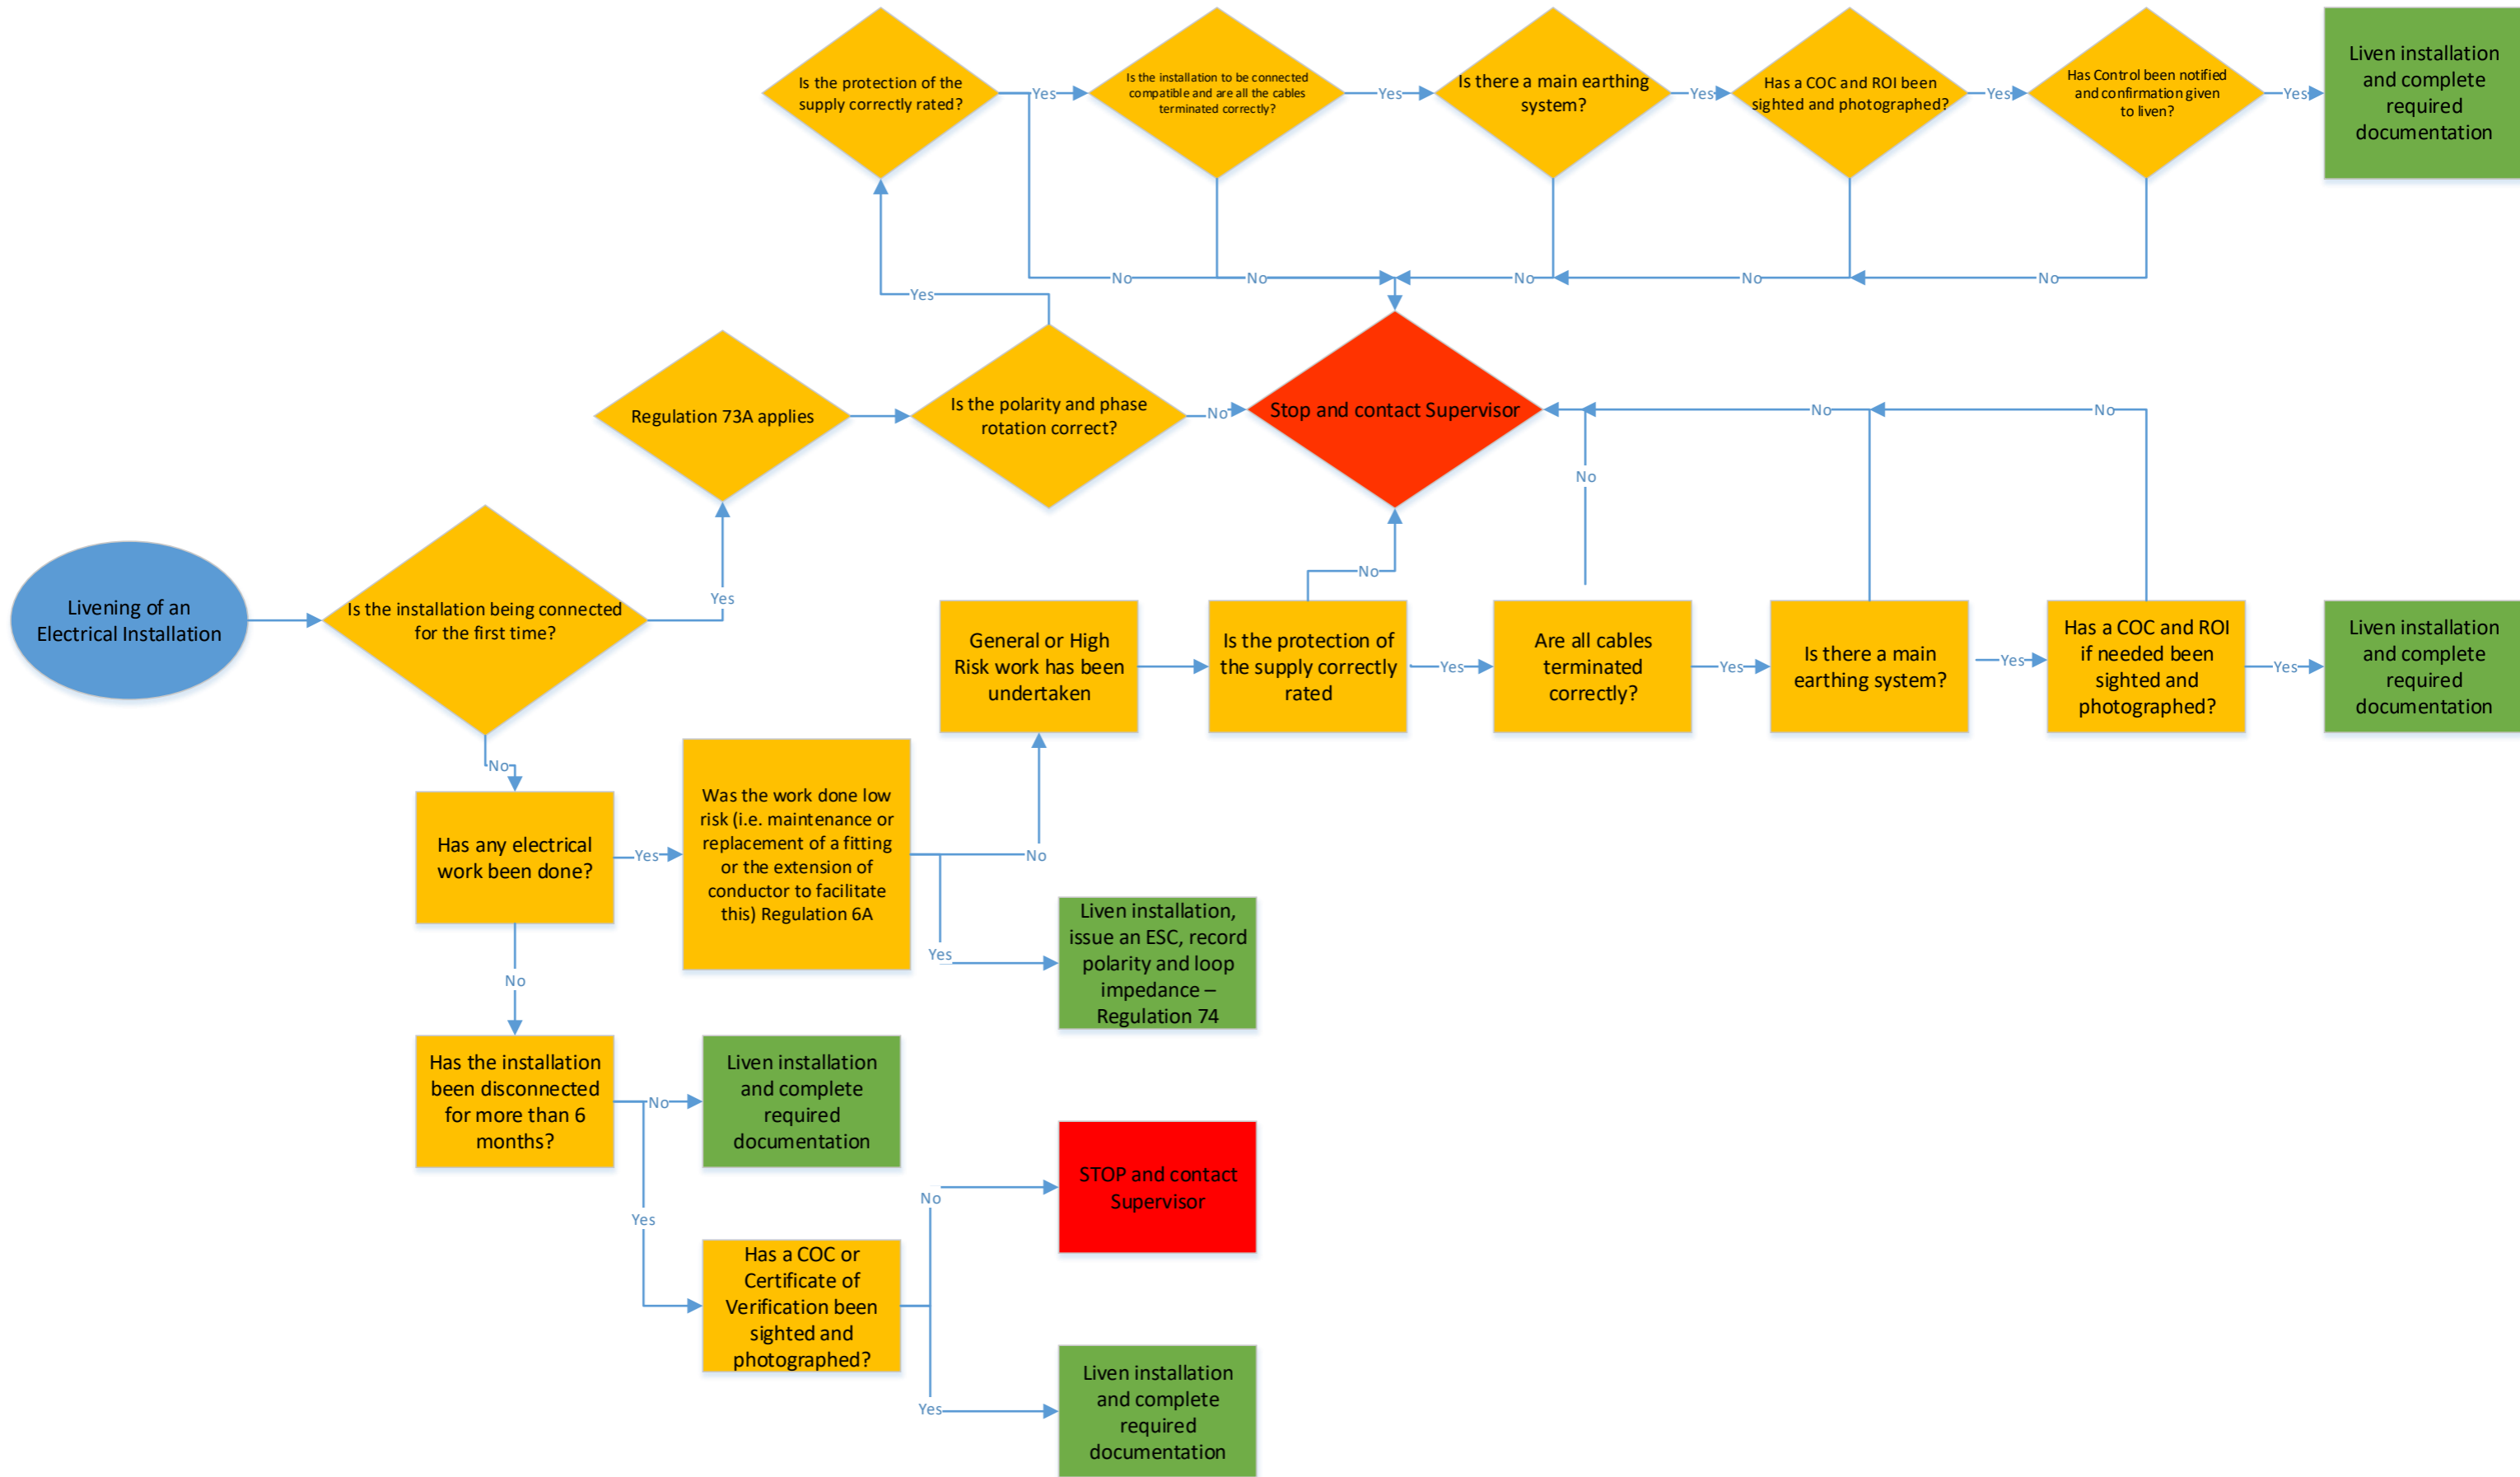 Is the protection of the
supply correctly rated?
Yes
Is the installation to be connected
compatible and are all the cables
terminated correctly?
Yes
Is there a main earthing
system?
Yes
Has a COC and ROI been
sighted and photographed?
Yes
Has Control been notified
and confirmation given
to liven?
Yes
Liven installation
and complete
required
documentation
No
No
No
No
No
Yes
Regulation 73A applies
Is the polarity and phase
rotation correct?
No
Stop and contact Supervisor
No
No
No
Livening of an
Electrical Installation
Is the installation being connected
for the first time?
Yes
No
General or High
Risk work has been
undertaken
Is the protection of
the supply correctly
rated
Yes
Are all cables
terminated
correctly?
Yes
Is there a main
earthing system?
Yes
Has a COC and ROI
if needed been
sighted and
photographed?
Yes
Liven installation
and complete
required
documentation
No
Has any electrical
work been done?
Yes
Was the work done low
risk (i.e. maintenance or
replacement of a fitting
or the extension of
conductor to facilitate
this) Regulation 6A
No
Yes
Liven installation,
issue an ESC, record
polarity and loop
impedance –
Regulation 74
No
Has the installation
been disconnected
for more than 6
months?
No
Liven installation
and complete
required
documentation
Yes
Has a COC or
Certificate of
Verification been
sighted and
photographed?
No
STOP and contact
Supervisor
Yes
Liven installation
and complete
required
documentation